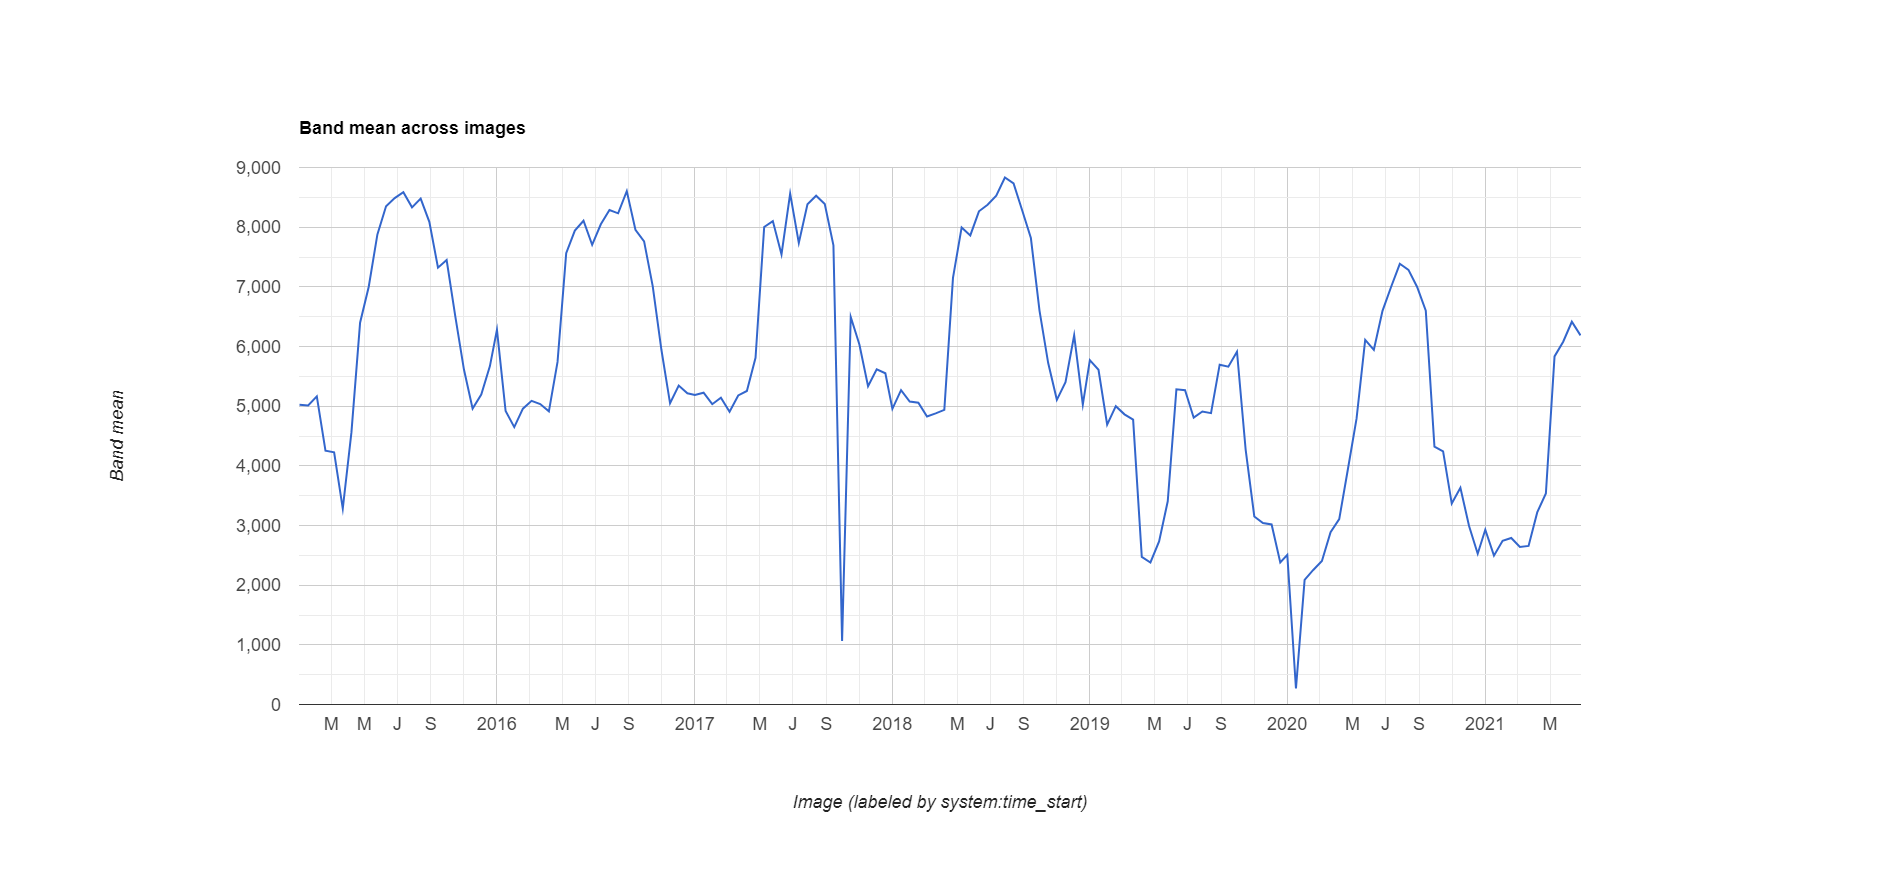 Band mean across images
9,000
8,000
7,000
6,000
5,000
4,000
3,000
2,000
1,000
0
Band mean
M M J S 2016 M J S 2017 M J S 2018 M J S 2019 M J S 2020 M J S 2021 M
Image (labeled by system:time_start)